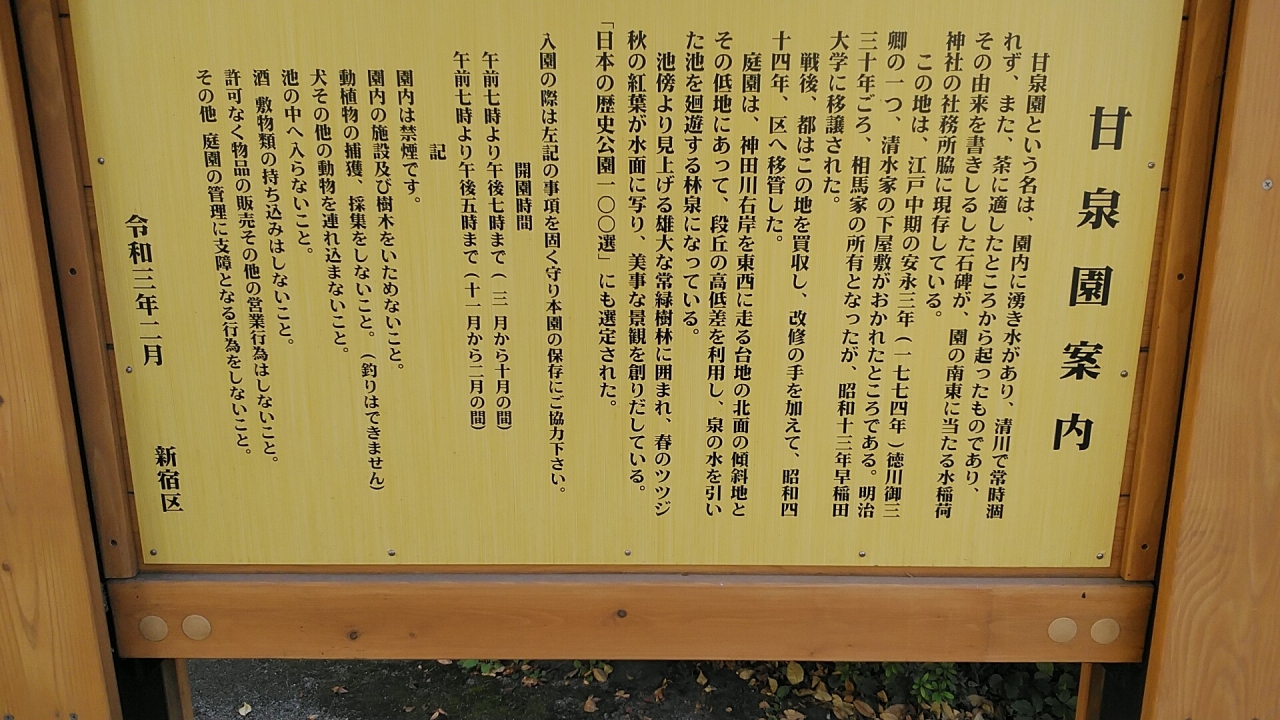 甘泉園案内
甘泉園という名は、園内に湧き水があり、清川で常時涸
れず、また、茶に適したところから起ったものであり、
その由来を書きしるした石碑が、園の南東に当たる水稲荷
神社の社務所脇に現存している。
この地は、江戸中期の安永三年(一七七四年)徳川御三
卿の一つ、清水家の下屋敷がおかれたところである。明治
三十年ごろ、相馬家の所有となったが、昭和十三年早稲田
大学に移譲された。
戦後、都はこの地を買収し、改修の手を加えて、昭和四
十四年、区へ移管した。
庭園は、神田川右岸を東西に走る台地の北面の傾斜地と
その低地にあって、段丘の高低差を利用し、泉の水を引い
た池を廻遊する林泉になっている。
池傍より見上げる雄大な常緑樹林に囲まれ、春のツツジ
秋の紅葉が水面に写り、美事な景観を創りだしている。
「日本の歴史公園一〇〇選」にも選定された。
入園の際は左記の事項を固く守り本園の保存にご協力下さい。
開園時間
午前七時より午後七時まで(三月から十月の間)
午前七時より午後五時まで(十一月から二月の間)
記
園内は禁煙です。
園内の施設及び樹木をいためないこと。
動植物の捕獲、採集をしないこと。(釣りはできません)
犬その他の動物を連れ込まないこと。
池の中へ入らないこと。
酒 敷物類の持ち込みはしないこと。
許可なく物品の販売その他の営業行為はしないこと。
その他 庭園の管理に支障となる行為をしないこと。
令和三年二月 新宿区